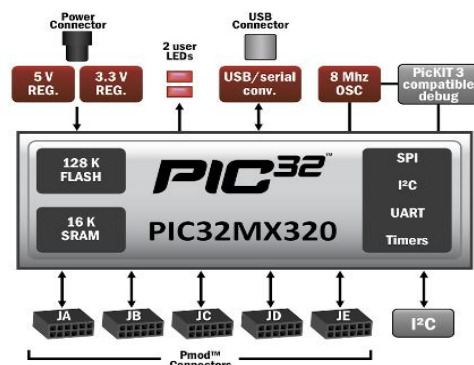 Power
Connector
2 user
LEDs
USB
Connector
5 V
REG.
3.3 V
REG.
USB/serial
conv.
8 Mhz
OSC
PicKIT 3
compatible
debug
128 K
FLASH
16 K
SRAM
PIC32™
PIC32MX320
SPI
I²C
UART
Timers
JA
JB
JC
JD
JE
I²C
Pmod™
Connectors